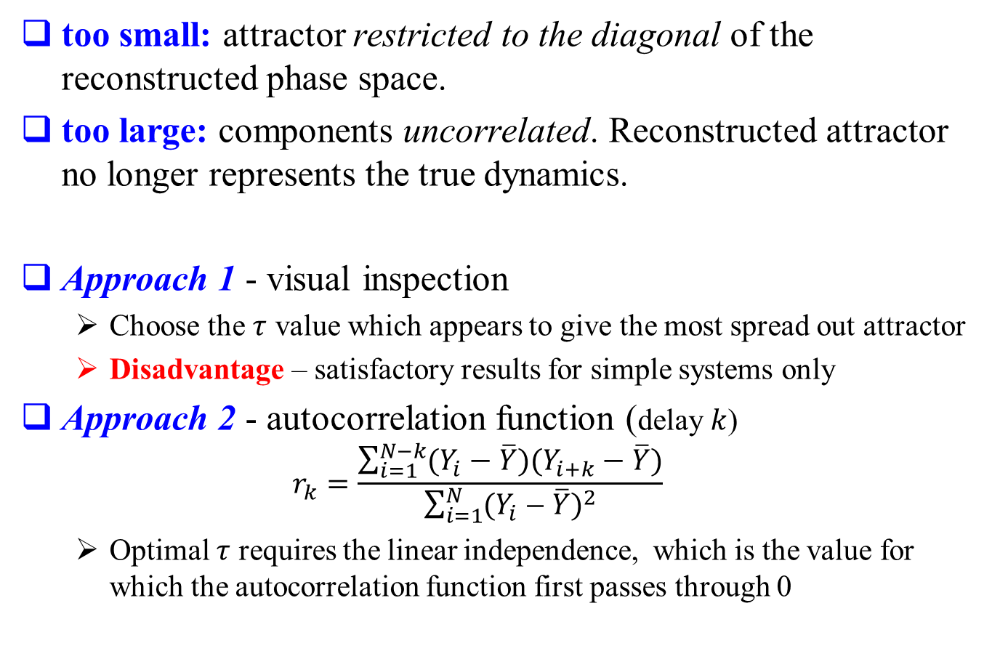 ❑ too small: attractor restricted to the diagonal of the
reconstructed phase space.
❑ too large: components uncorrelated. Reconstructed attractor
no longer represents the true dynamics.
❑ Approach 1 - visual inspection
➢ Choose the τ value which appears to give the most spread out attractor
➢ Disadvantage – satisfactory results for simple systems only
❑ Approach 2 - autocorrelation function (delay k)
r_k = \frac{\sum_{i=1}^{N-k}(Y_i - \bar{Y})(Y_{i+k} - \bar{Y})}{\sum_{i=1}^{N}(Y_i - \bar{Y})^2}
➢ Optimal τ requires the linear independence, which is the value for
which the autocorrelation function first passes through 0